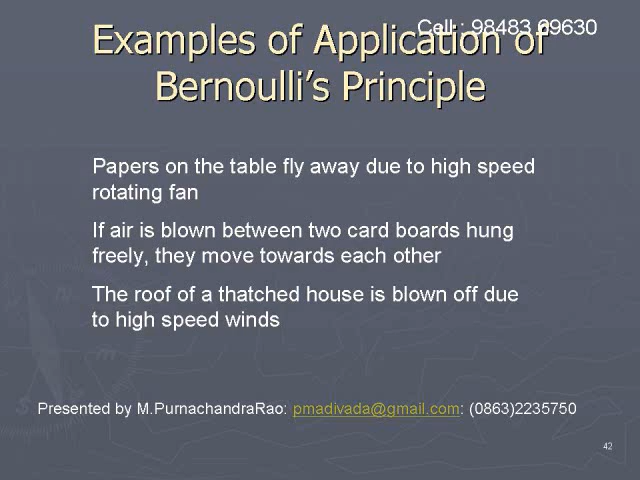 Cell : 98483 69630
Examples of Application of
Bernoulli's Principle
Papers on the table fly away due to high speed
rotating fan
If air is blown between two card boards hung
freely, they move towards each other
The roof of a thatched house is blown off due
to high speed winds
Presented by M.PurnachandraRao: pmadivada@gmail.com: (0863)2235750
42